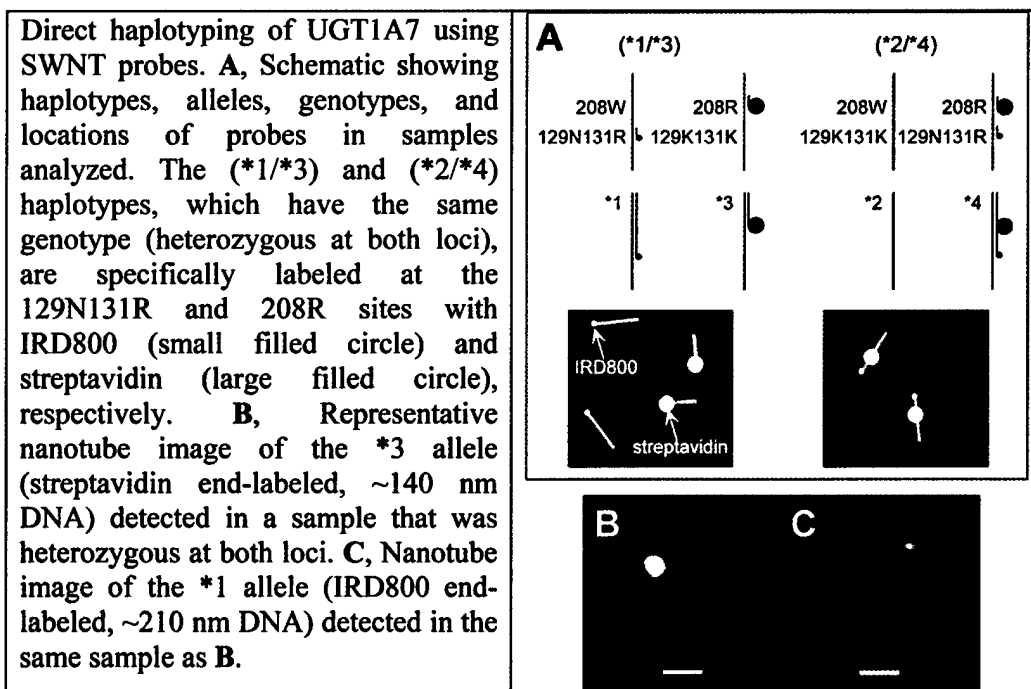 Direct haplotyping of UGT1A7 using
SWNT probes. A, Schematic showing
haplotypes, alleles, genotypes, and
locations of probes in samples
analyzed. The (*1/*3) and (*2/*4)
haplotypes, which have the same
genotype (heterozygous at both loci),
are specifically labeled at the
129N131R and 208R sites with
IRD800 (small filled circle) and
streptavidin (large filled circle),
respectively. B, Representative
nanotube image of the *3 allele
(streptavidin end-labeled, ~140 nm
DNA) detected in a sample that was
heterozygous at both loci. C, Nanotube
image of the *1 allele (IRD800 end-
labeled, ~210 nm DNA) detected in the
same sample as B.
A
(*1/*3) (*2/*4)
208W 208R 208W 208R
129N131R 129K131K 129K131K 129N131R
*1 *3 *2 *4
IRD800
streptavidin
B C